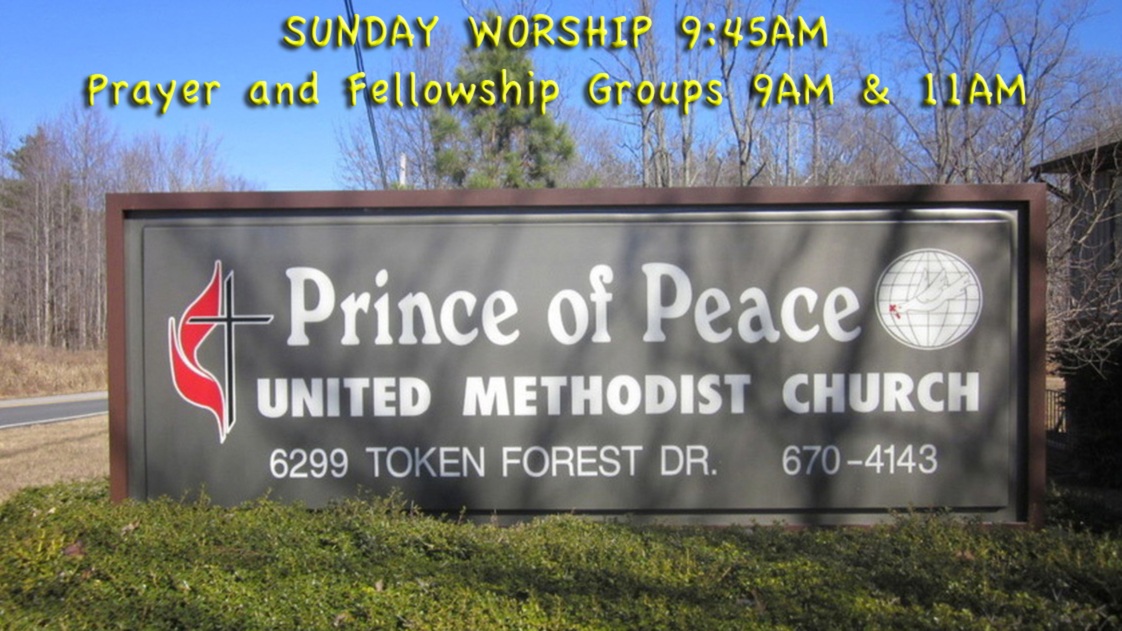 SUNDAY WORSHIP 9:45AM
Prayer and Fellowship Groups 9AM & 11AM
Prince of Peace
UNITED METHODIST CHURCH
6299 TOKEN FOREST DR. 670-4143